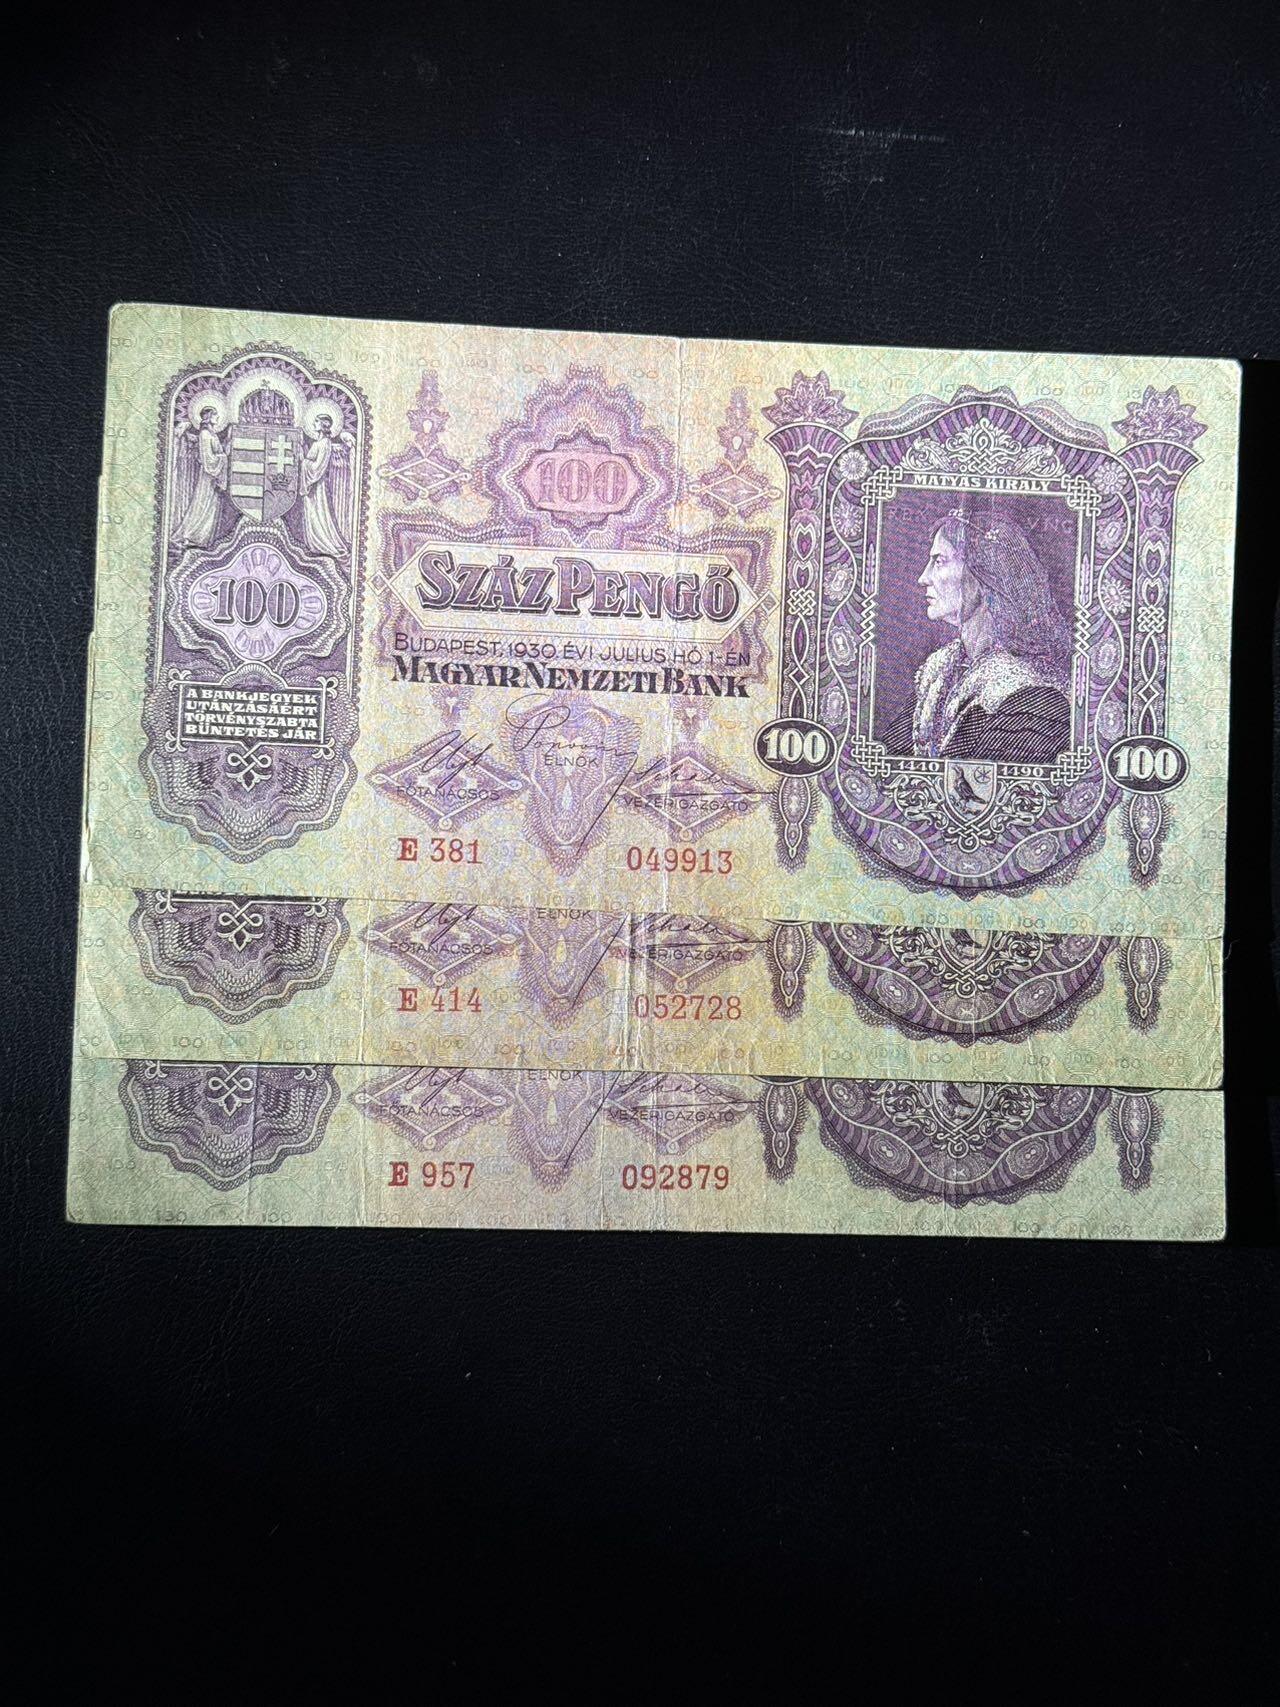 100
SZÁZ PENGŐ
BUDAPEST, 1930. ÉVI JULIUS HÓ 1-ÉN
MAGYAR NEMZETI BANK
100
A BANKJEGYEK
UTÁNZÁSÁÉRT
TÖRVÉNYSZABTA
BÜNTETÉS JÁR
ELNÖK
FŐTANÁCSOS
VEZÉRIGAZGATÓ
E 381 049913
MÁTYÁS KIRÁLY
100 100
1440 1490
ELNÖK
FŐTANÁCSOS
VEZÉRIGAZGATÓ
E 414 052728
ELNÖK
FŐTANÁCSOS
VEZÉRIGAZGATÓ
E 957 092879